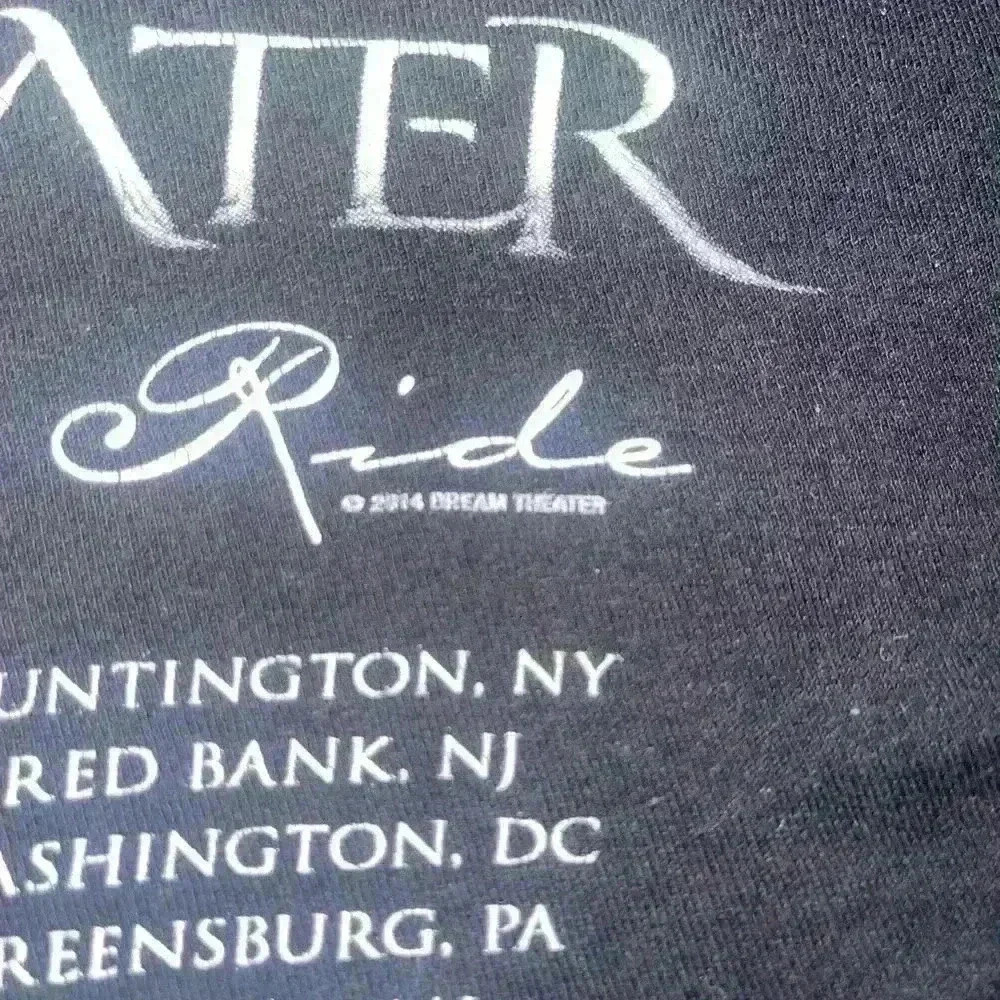 ATER
Ride
© 2014 DREAM THEATER
UNTINGTON, NY
RED BANK, NJ
ASHINGTON, DC
REENSBURG, PA